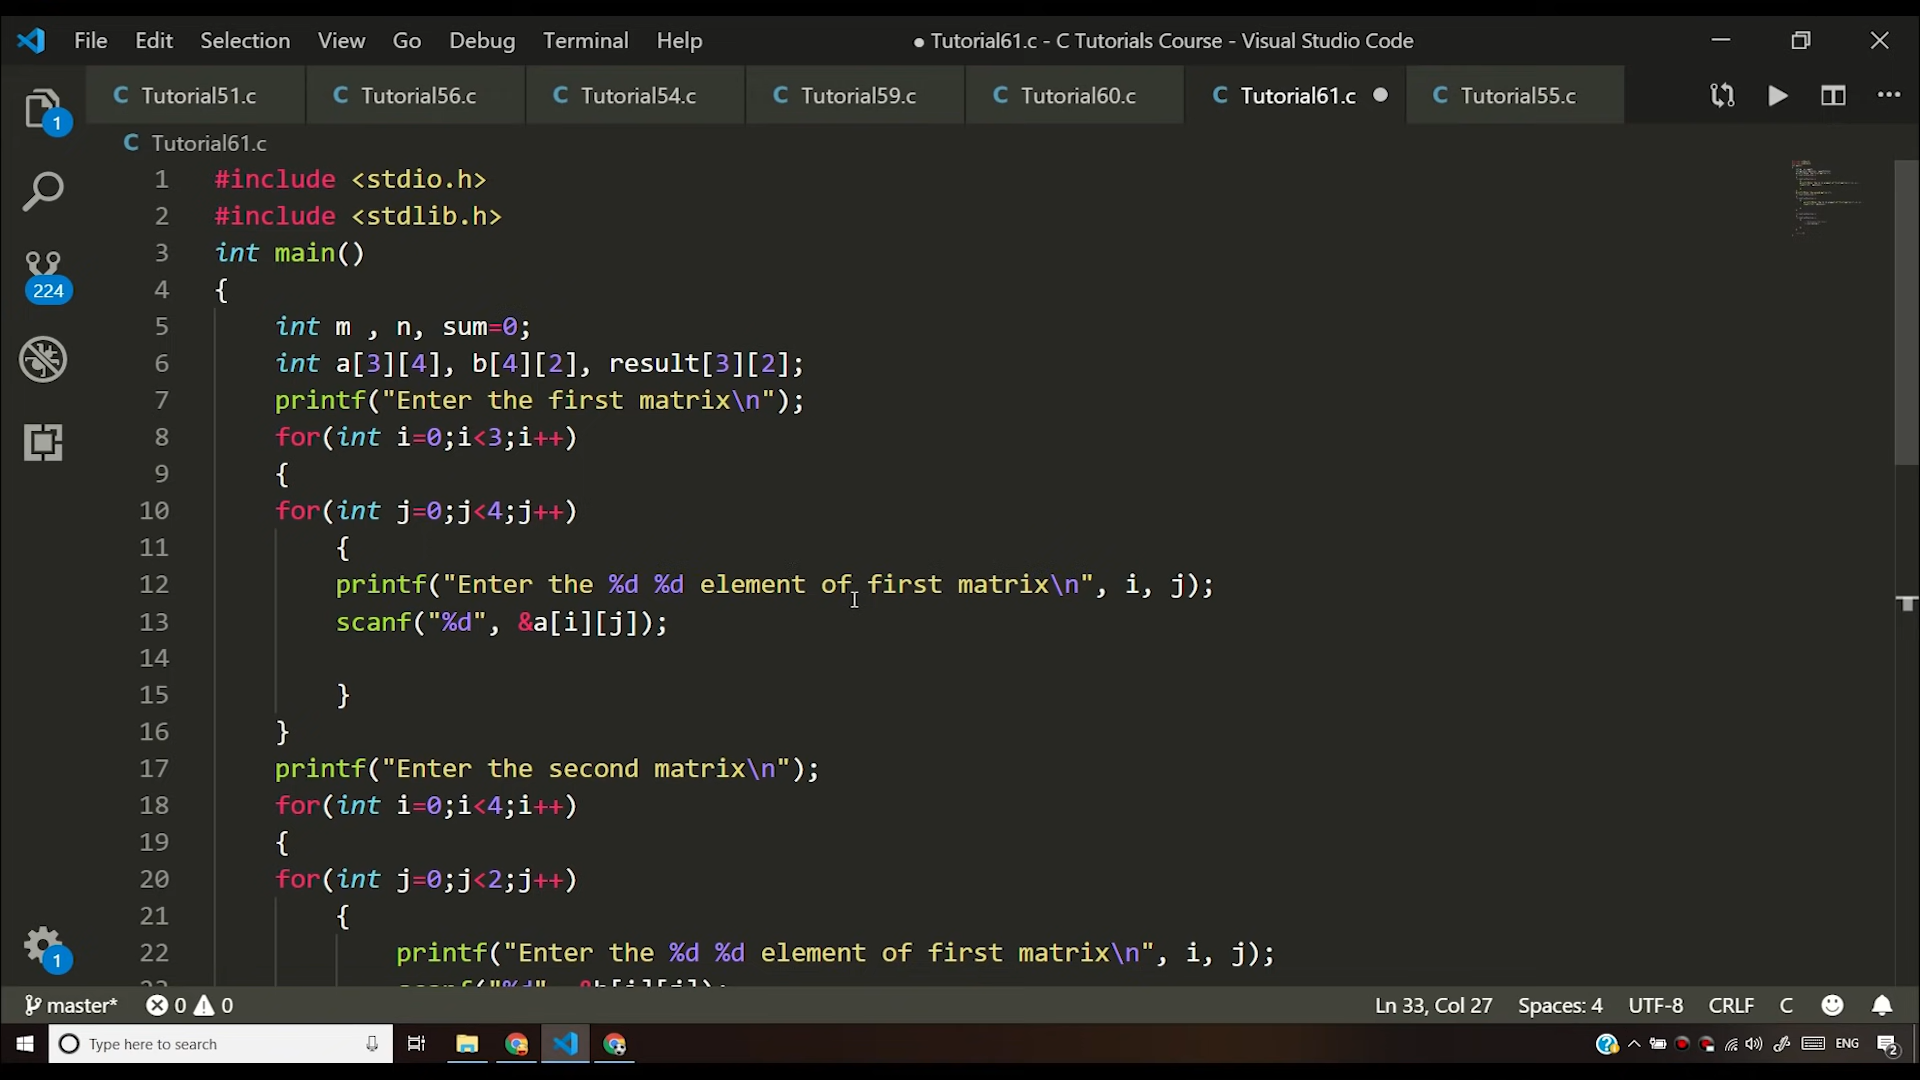 File Edit Selection View Go Debug Terminal Help ● Tutorial61.c - C Tutorials Course - Visual Studio Code
C Tutorial51.c C Tutorial56.c C Tutorial54.c C Tutorial59.c C Tutorial60.c C Tutorial61.c ● C Tutorial55.c
1
C Tutorial61.c
1 #include <stdio.h>
2 #include <stdlib.h>
3 int main()
4 {
224
5 int m , n, sum=0;
6 int a[3][4], b[4][2], result[3][2];
7 printf("Enter the first matrix\n");
8 for(int i=0;i<3;i++)
9 {
10 for(int j=0;j<4;j++)
11 {
12 printf("Enter the %d %d element of first matrix\n", i, j);
13 scanf("%d", &a[i][j]);
14
15 }
16 }
17 printf("Enter the second matrix\n");
18 for(int i=0;i<4;i++)
19 {
20 for(int j=0;j<2;j++)
21 {
22 printf("Enter the %d %d element of first matrix\n", i, j);
1
23 scanf("%d", &b[i][j]);
master* 0 0 Ln 33, Col 27 Spaces: 4 UTF-8 CRLF C
Type here to search ENG 2